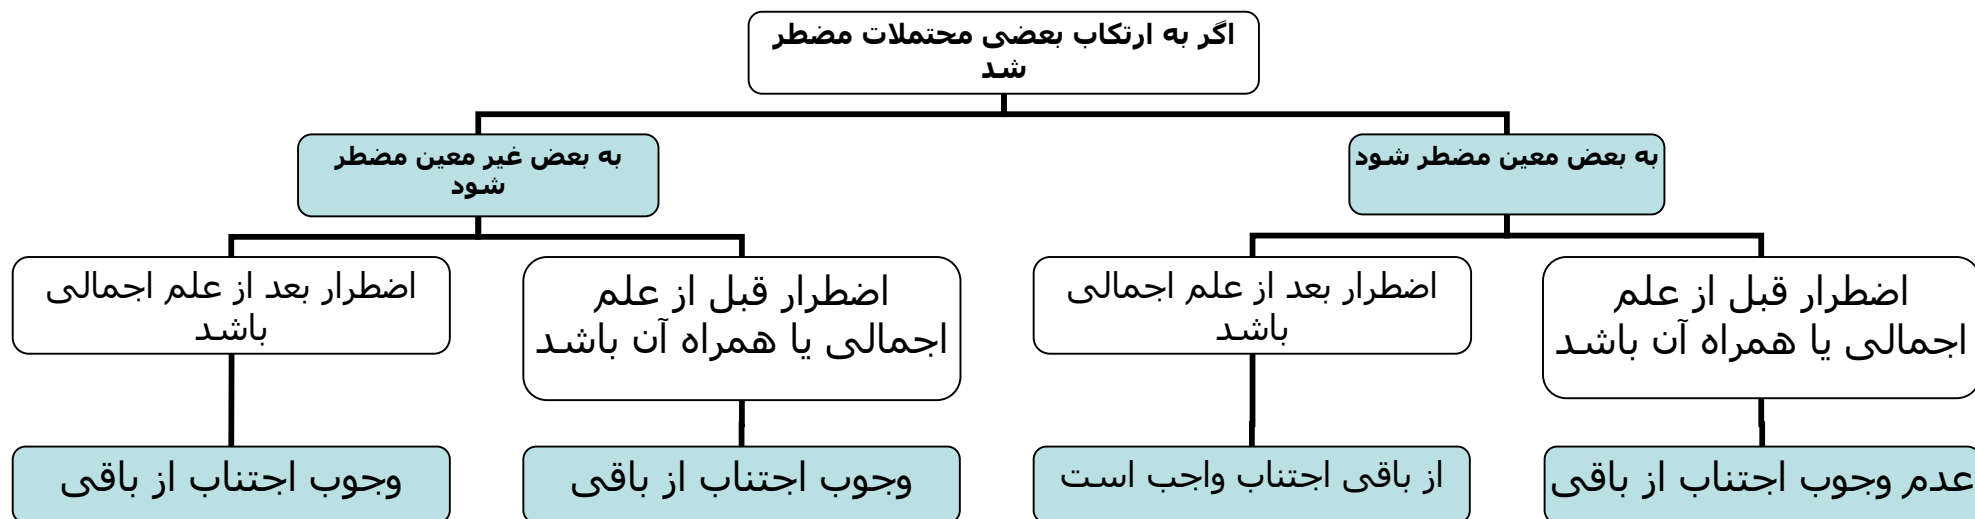 اگر به ارتکاب بعضی محتملات مضطر
شد
به بعض معین مضطر شود
به بعض غیر معین مضطر
شود
اضطرار قبل از علم
اجمالی یا همراه آن باشد
اضطرار بعد از علم اجمالی
باشد
اضطرار قبل از علم
اجمالی یا همراه آن باشد
اضطرار بعد از علم اجمالی
باشد
عدم وجوب اجتناب از باقی
از باقی اجتناب واجب است
وجوب اجتناب از باقی
وجوب اجتناب از باقی